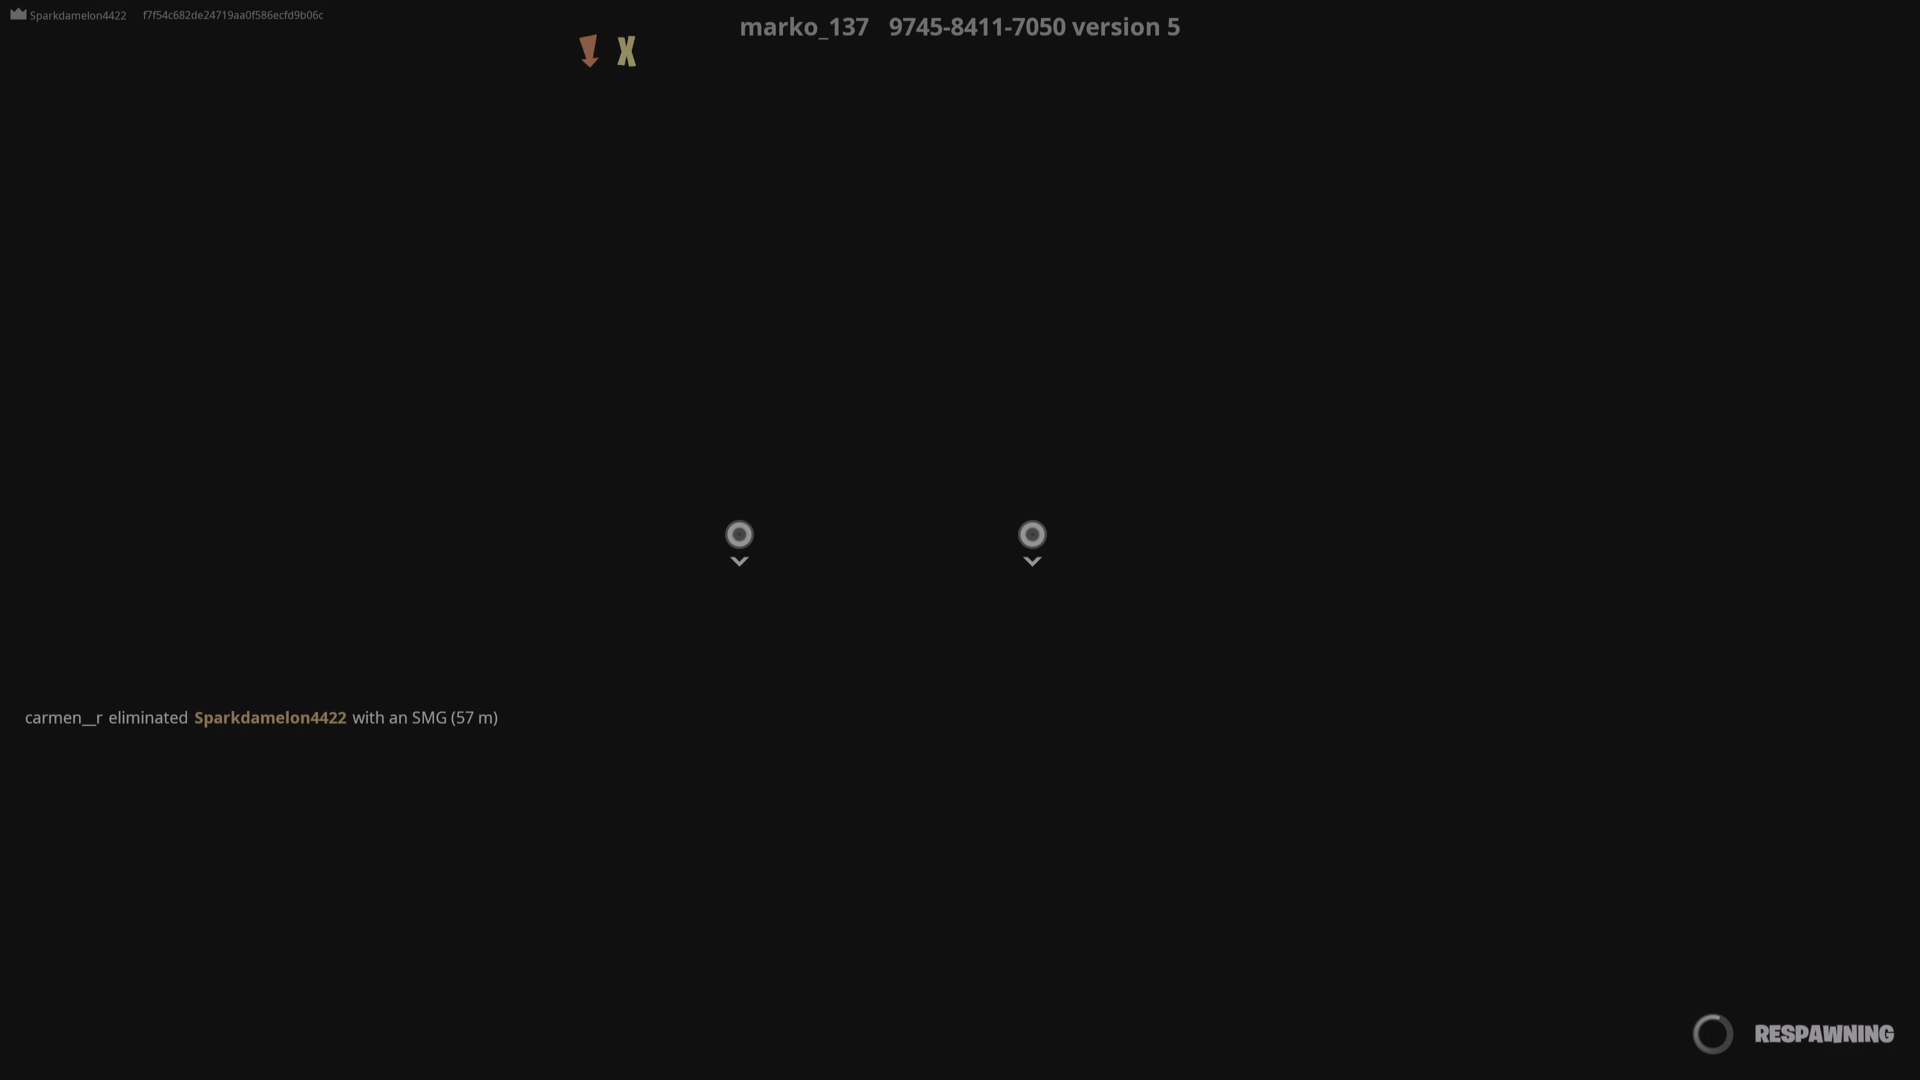 Sparkdamelon4422 f7f54c682de24719aa0f586ecfd9b06c
marko_137 9745-8411-7050 version 5
X
carmen__r eliminated Sparkdamelon4422 with an SMG (57 m)
RESPAWNING